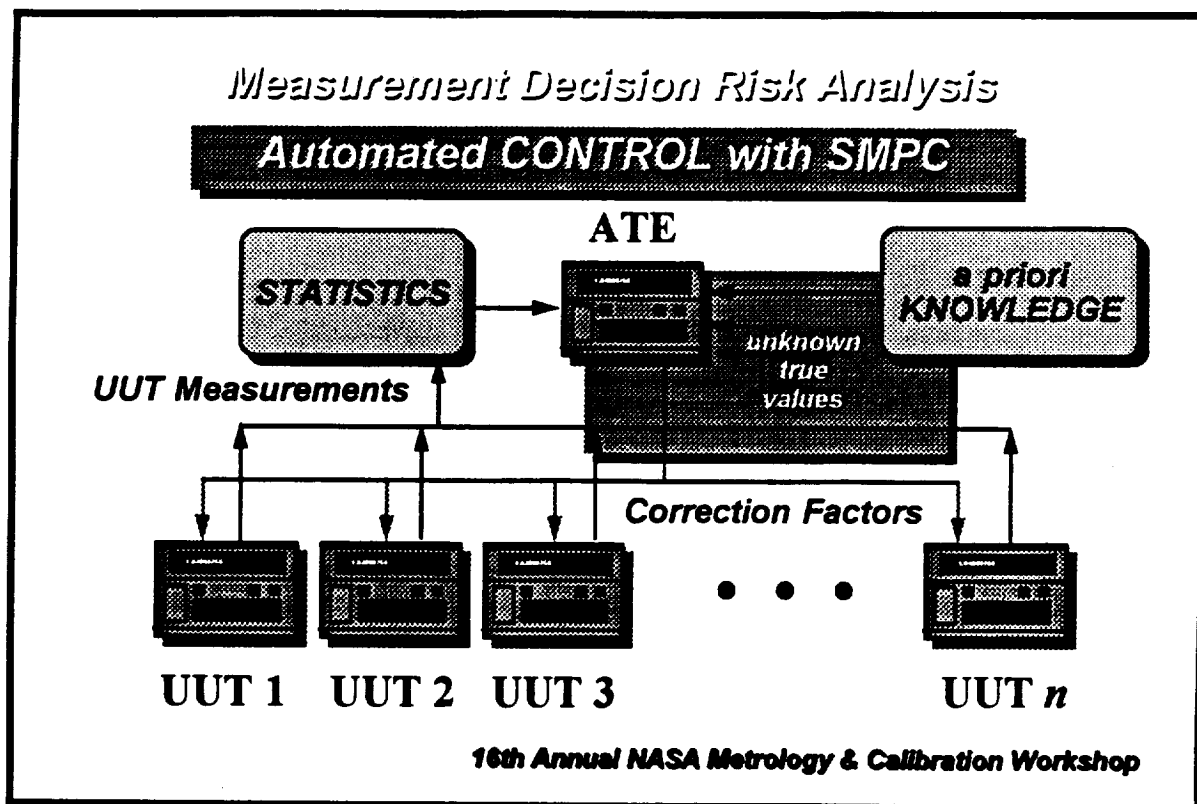 Measurement Decision Risk Analysis
Automated CONTROL with SMPC
ATE
STATISTICS
a priori
KNOWLEDGE
unknown
true
values
UUT Measurements
Correction Factors
UUT 1
UUT 2
UUT 3
UUT n
16th Annual NASA Metrology & Calibration Workshop